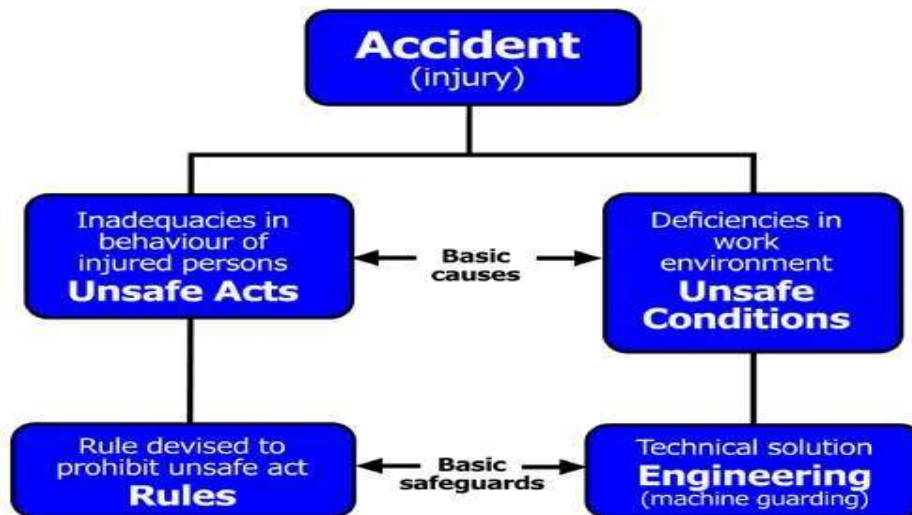 Accident
(injury)
Inadequacies in
behaviour of
injured persons
Unsafe Acts
Basic
causes
Deficiencies in
work
environment
Unsafe
Conditions
Rule devised to
prohibit unsafe act
Rules
Basic
safeguards
Technical solution
Engineering
(machine guarding)